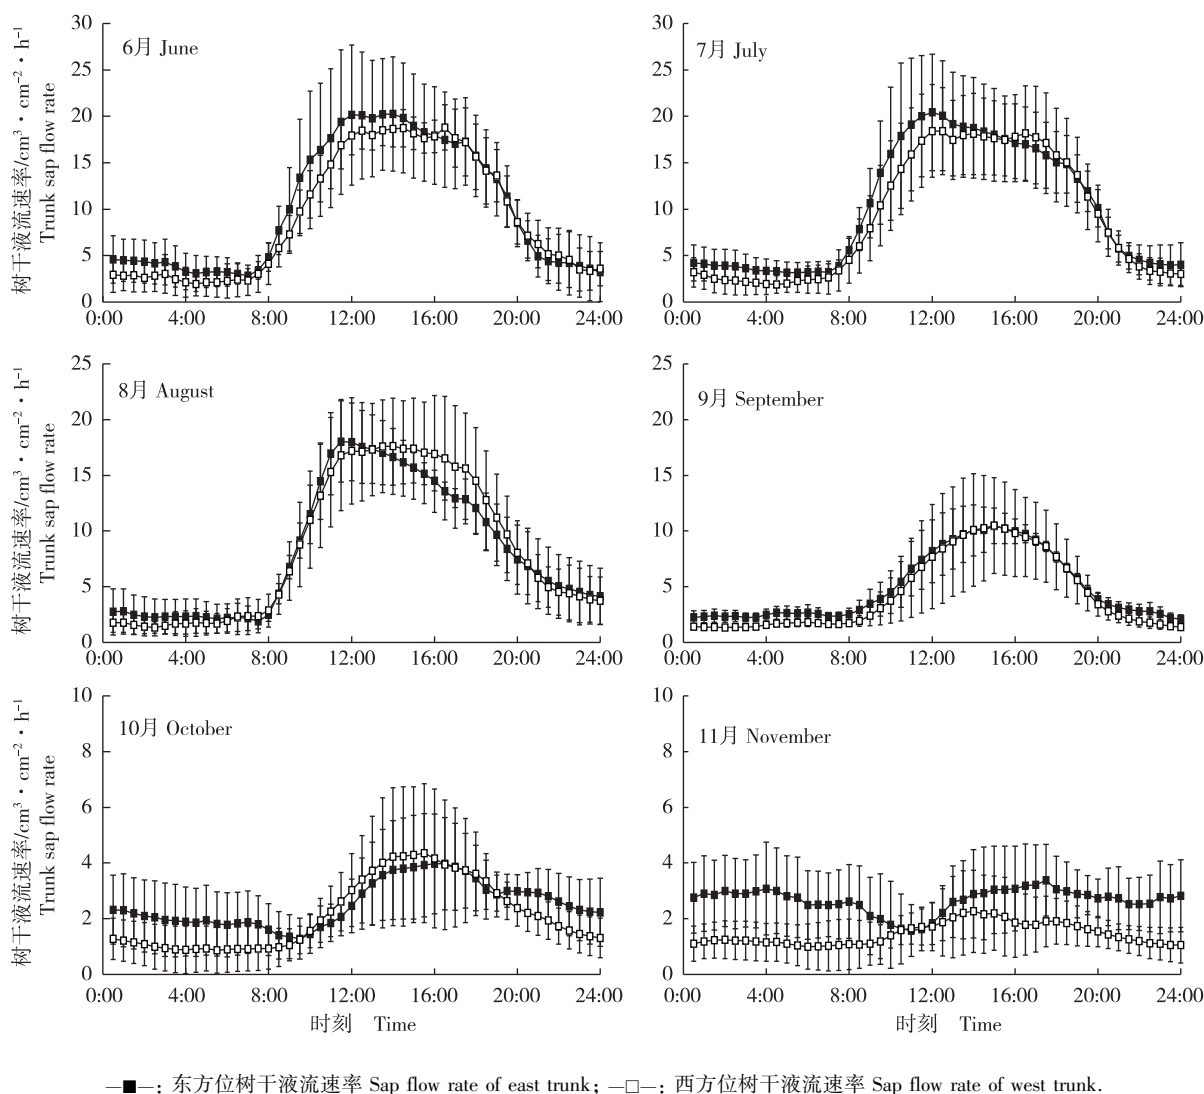 树干液流速率/cm³·cm⁻²·h⁻¹
Trunk sap flow rate
30
25
20
15
10
5
0
6月 June
0:00 4:00 8:00 12:00 16:00 20:00 24:00
30
25
20
15
10
5
0
7月 July
0:00 4:00 8:00 12:00 16:00 20:00 24:00
树干液流速率/cm³·cm⁻²·h⁻¹
Trunk sap flow rate
25
20
15
10
5
0
8月 August
0:00 4:00 8:00 12:00 16:00 20:00 24:00
25
20
15
10
5
0
9月 September
0:00 4:00 8:00 12:00 16:00 20:00 24:00
树干液流速率/cm³·cm⁻²·h⁻¹
Trunk sap flow rate
10
8
6
4
2
0
10月 October
0:00 4:00 8:00 12:00 16:00 20:00 24:00
时刻 Time
10
8
6
4
2
0
11月 November
0:00 4:00 8:00 12:00 16:00 20:00 24:00
时刻 Time
—■—: 东方位树干液流速率 Sap flow rate of east trunk; —□—: 西方位树干液流速率 Sap flow rate of west trunk.